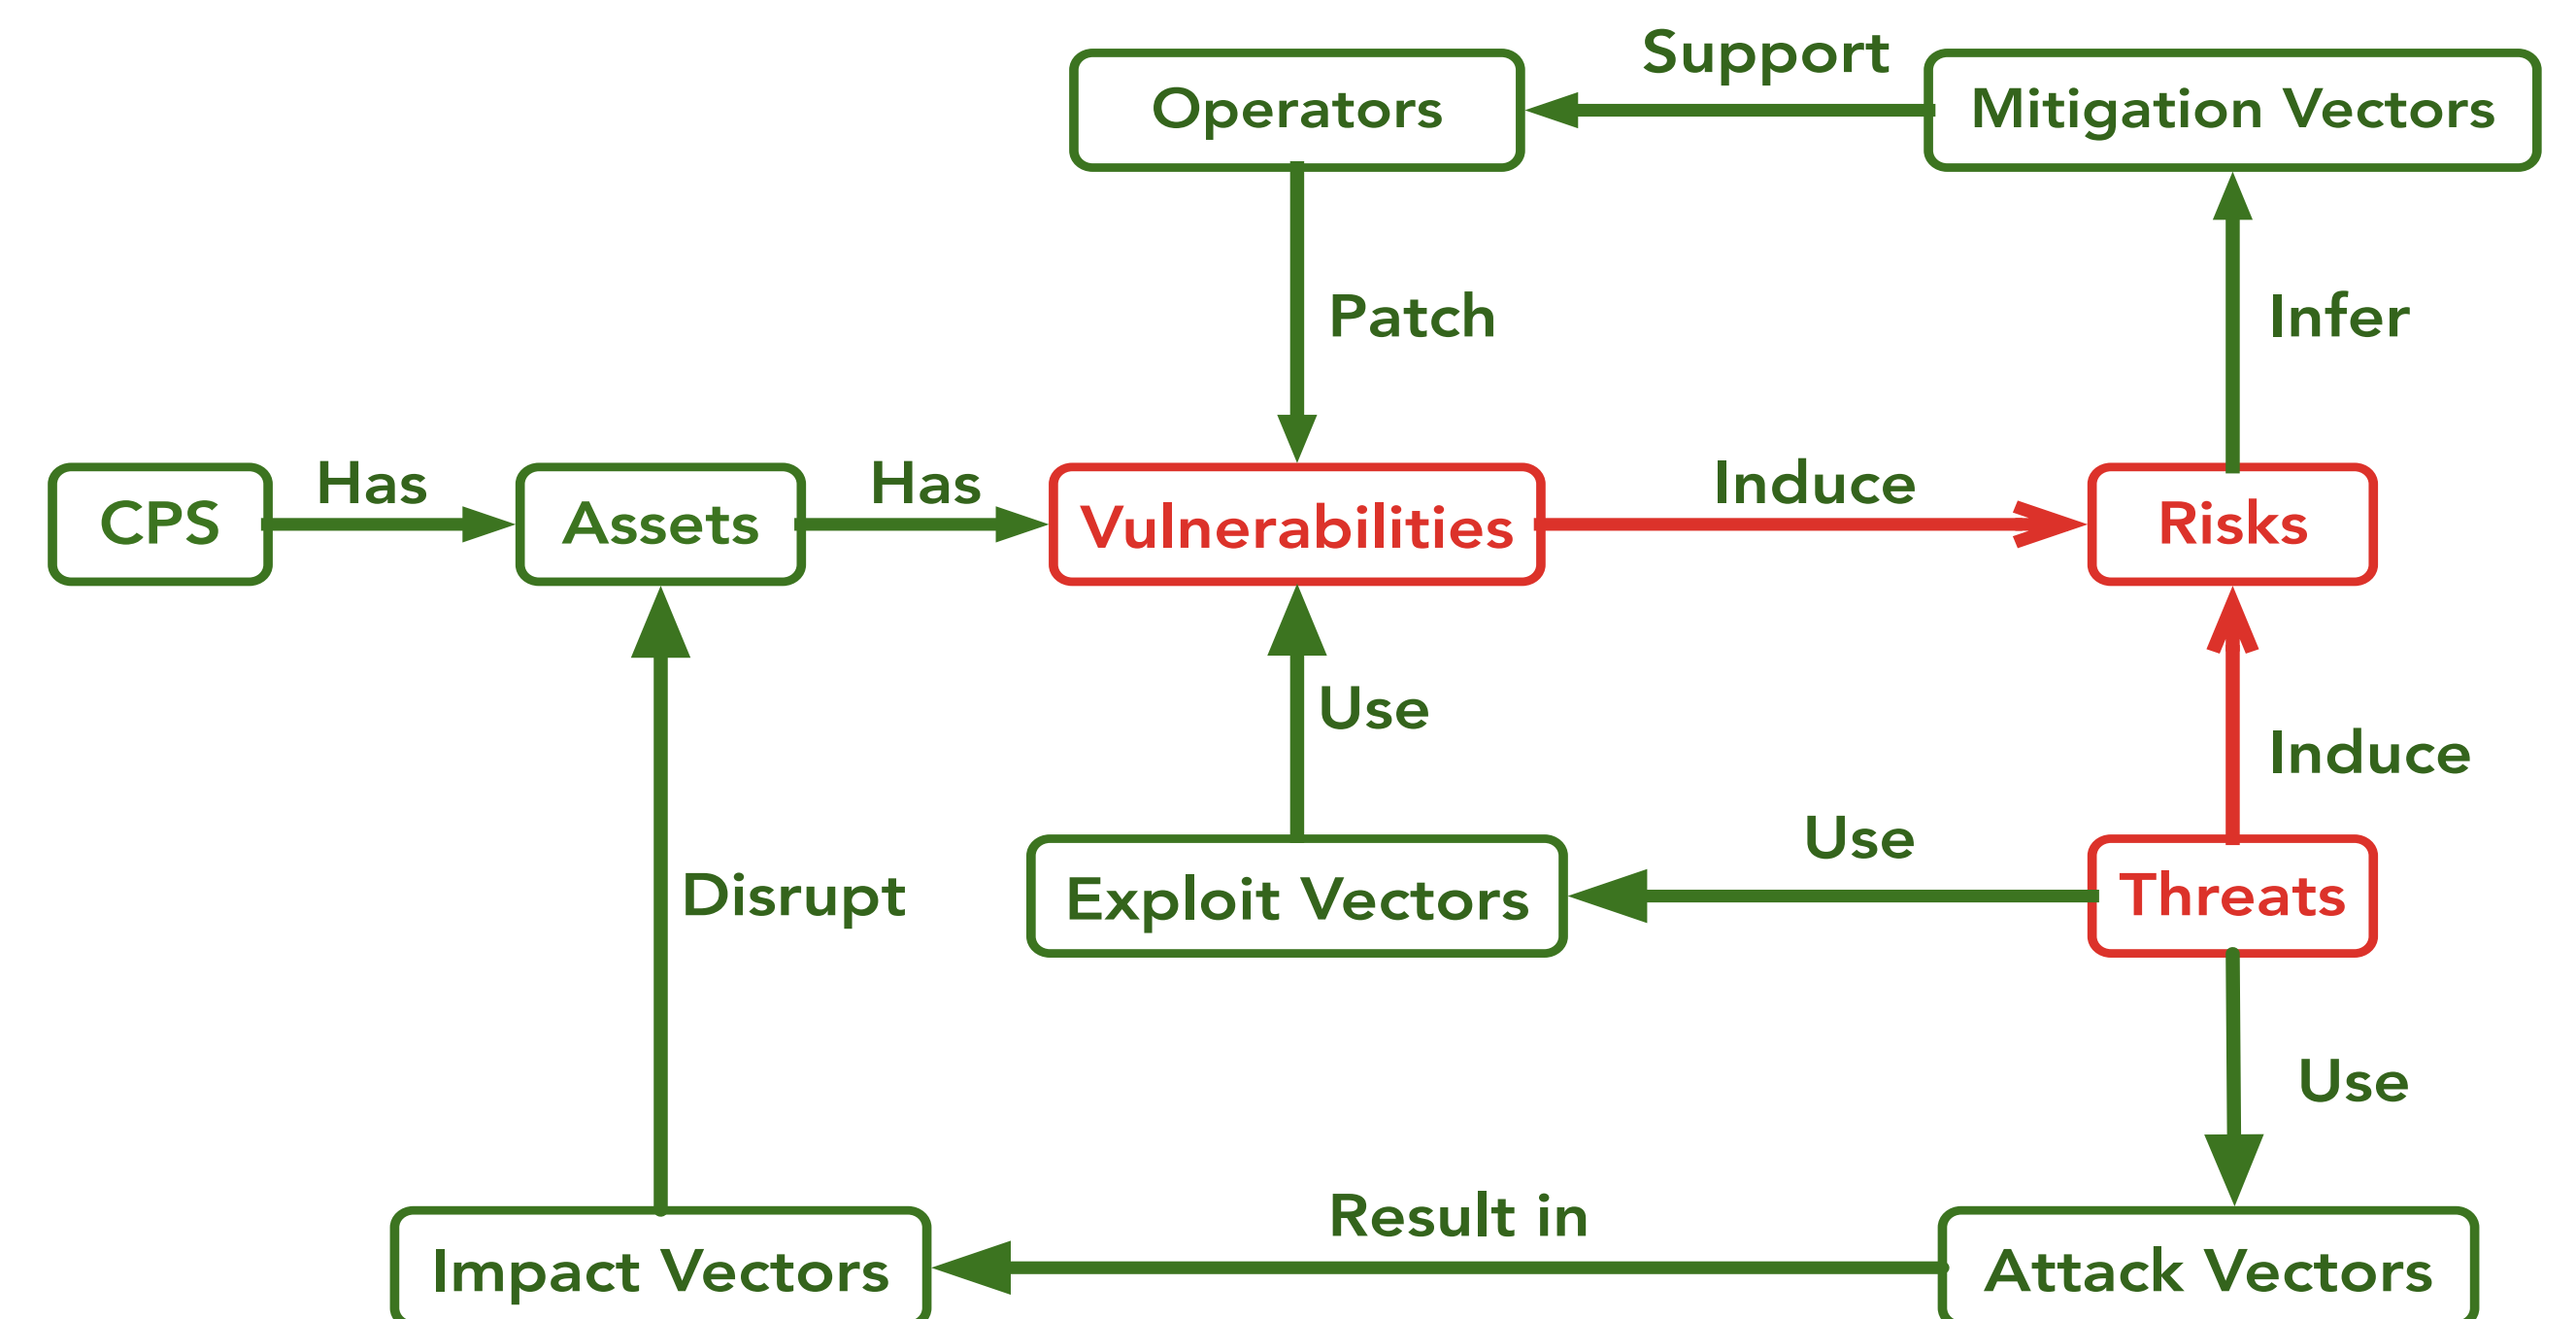 Support
Operators
Mitigation Vectors
Patch
Infer
Has
Has
Induce
CPS
Assets
Vulnerabilities
Risks
Use
Induce
Use
Disrupt
Exploit Vectors
Threats
Use
Result in
Impact Vectors
Attack Vectors